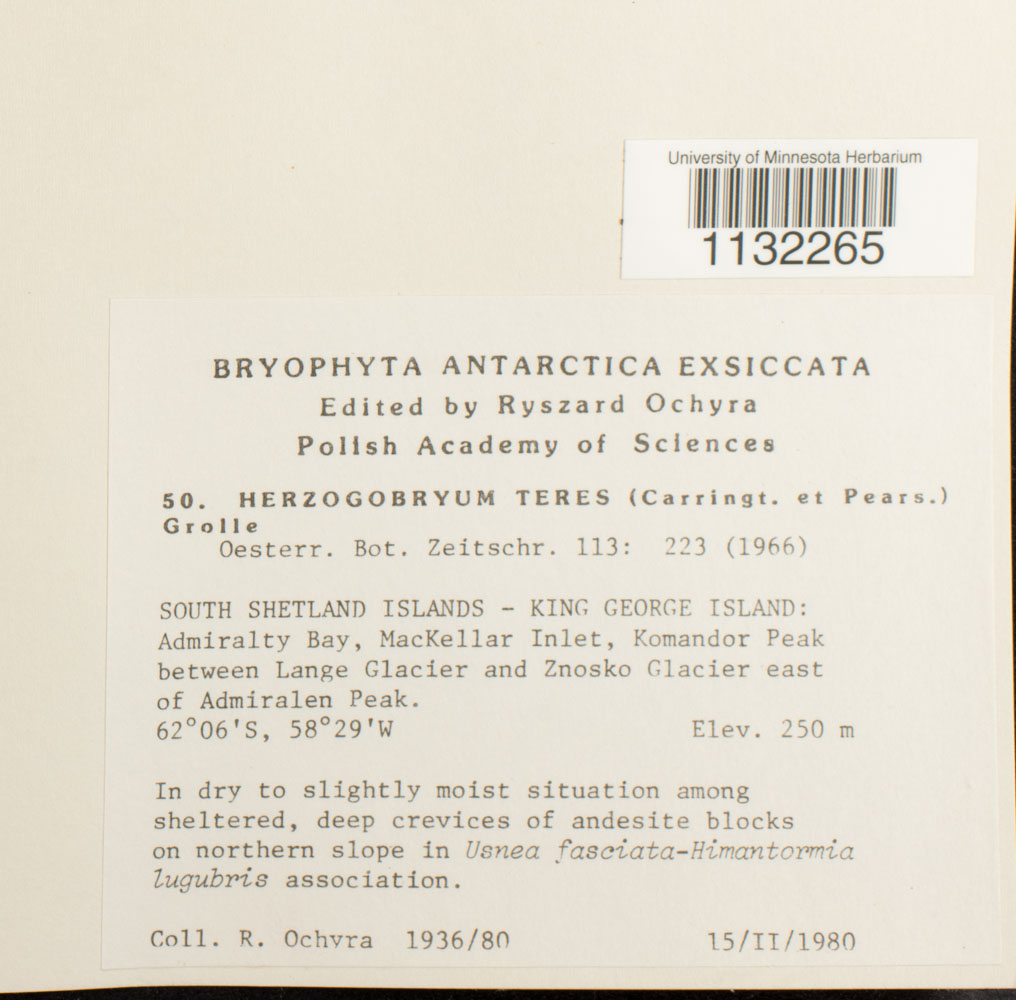 University of Minnesota Herbarium
1132265
BRYOPHYTA ANTARCTICA EXSICCATA
Edited by Ryszard Ochyra
Polish Academy of Sciences
50. HERZOGOBRYUM TERES (Carringt. et Pears.)
Grolle
Oesterr. Bot. Zeitschr. 113: 223 (1966)
SOUTH SHETLAND ISLANDS - KING GEORGE ISLAND:
Admiralty Bay, MacKellar Inlet, Komandor Peak
between Lange Glacier and Znosko Glacier east
of Admiralen Peak.
62°06'S, 58°29'W Elev. 250 m
In dry to slightly moist situation among
sheltered, deep crevices of andesite blocks
on northern slope in Usnea fasciata-Himantormia
lugubris association.
Coll. R. Ochyra 1936/80 15/II/1980